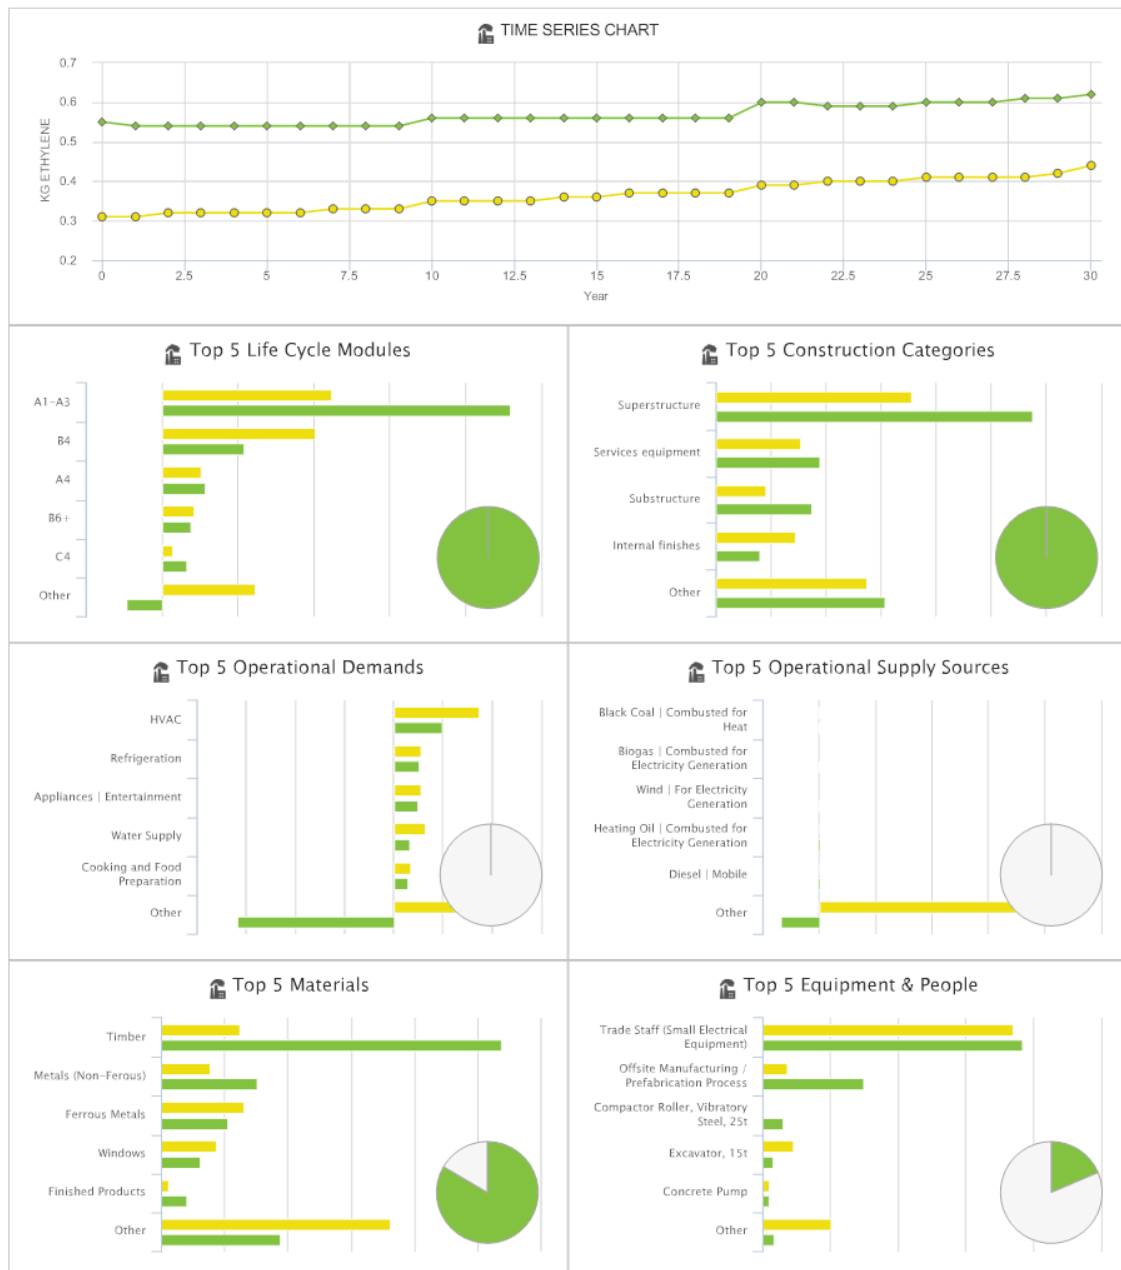 TIME SERIES CHART
0.7
0.6
0.5
0.4
0.3
0.2
KG ETHYLENE
0 2.5 5 7.5 10 12.5 15 17.5 20 22.5 25 27.5 30
Year
Top 5 Life Cycle Modules
A1-A3
B4
A4
B6+
C4
Other
Top 5 Construction Categories
Superstructure
Services equipment
Substructure
Internal finishes
Other
Top 5 Operational Demands
HVAC
Refrigeration
Appliances | Entertainment
Water Supply
Cooking and Food
Preparation
Other
Top 5 Operational Supply Sources
Black Coal | Combusted for
Heat
Biogas | Combusted for
Electricity Generation
Wind | For Electricity
Generation
Heating Oil | Combusted for
Electricity Generation
Diesel | Mobile
Other
Top 5 Materials
Timber
Metals (Non-Ferous)
Ferrous Metals
Windows
Finished Products
Other
Top 5 Equipment & People
Trade Staff (Small Electrical
Equipment)
Offsite Manufacturing /
Prefabrication Process
Compactor Roller, Vibratory
Steel, 25t
Excavator, 15t
Concrete Pump
Other